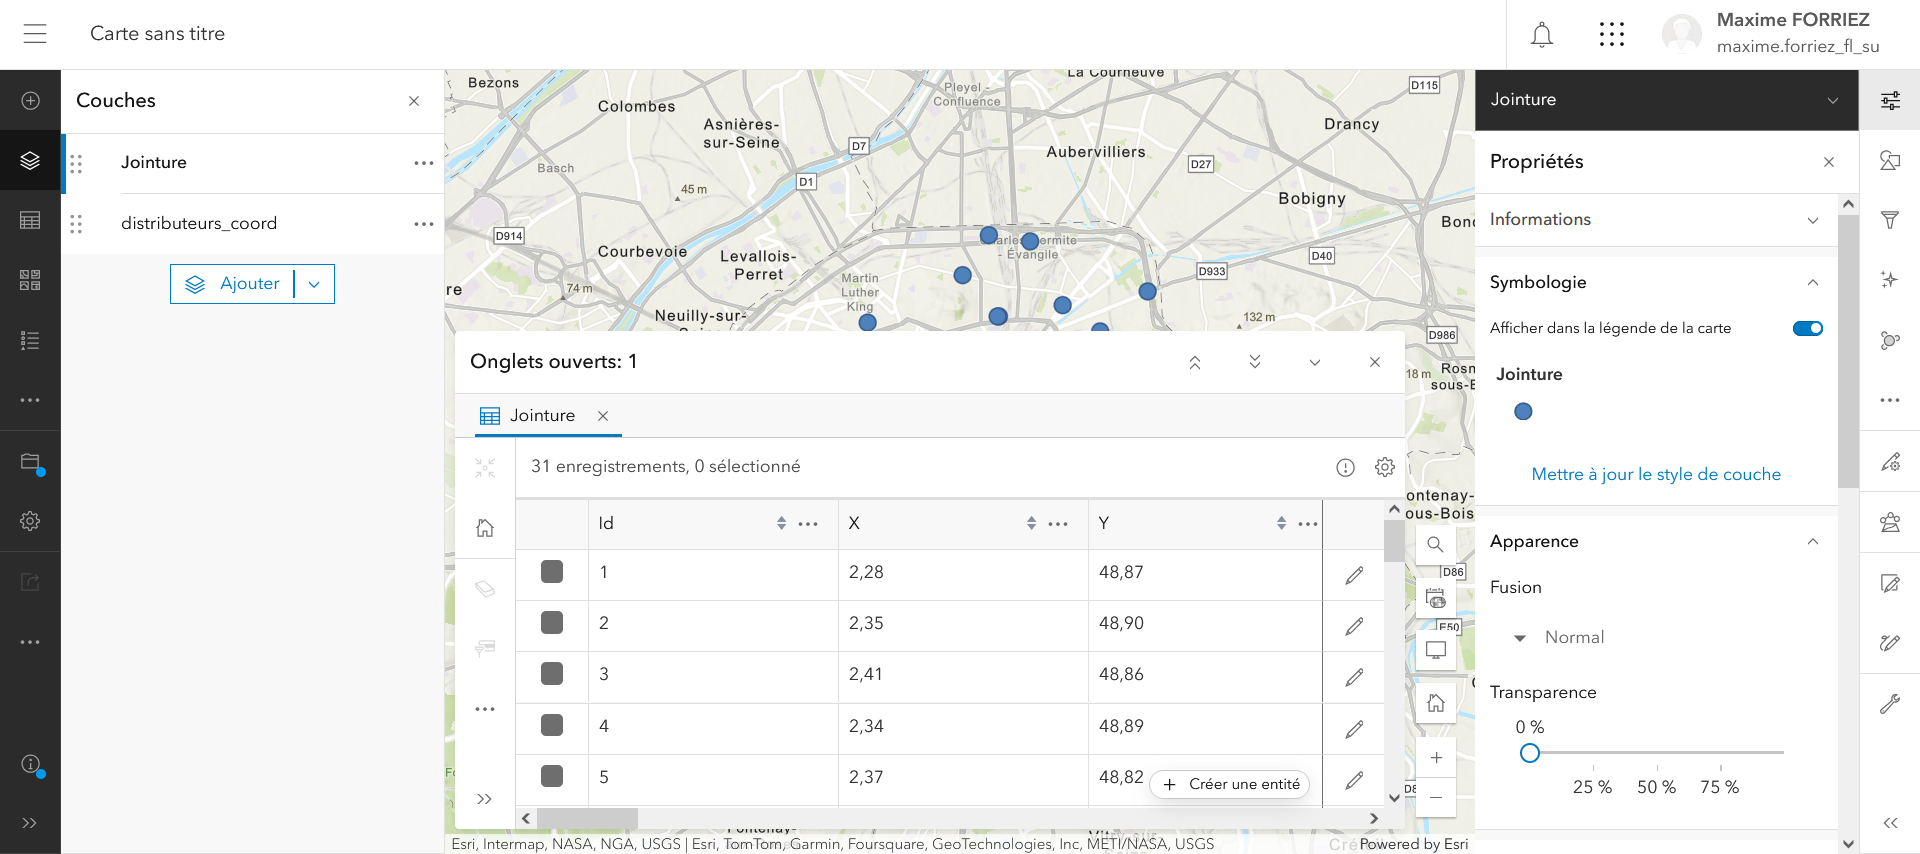 Carte sans titre
Maxime FORRIEZ
maxime.forriez_fl_su
Couches
Jointure
distributeurs_coord
Ajouter
Bezons
Colombes
Asnières-
sur-Seine
D7
Basch
D1
45 m
D914
Courbevoie
Levallois-
Perret
74 m
Neuilly-sur-
Martin
Luther
King
La Courneuve
Pleyel -
Confluence
D115
Drancy
Aubervilliers
D27
Bobigny
D40
D933
132 m
D986
18 m
Onglets ouverts: 1
Jointure
31 enregistrements, 0 sélectionné
Id
X
Y
1
2,28
48,87
2
2,35
48,90
3
2,41
48,86
4
2,34
48,89
5
2,37
48,82
Créer une entité
D86
E50
Esri, Intermap, NASA, NGA, USGS | Esri, TomTom, Garmin, Foursquare, GeoTechnologies, Inc, METI/NASA, USGS
Powered by Esri
Jointure
Propriétés
Informations
Symbologie
Afficher dans la légende de la carte
Jointure
Mettre à jour le style de couche
Apparence
Fusion
Normal
Transparence
0 %
25 %
50 %
75 %